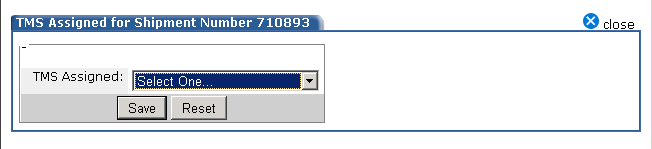 TMS Assigned for Shipment Number 710893
close
TMS Assigned: Select One...
Save Reset